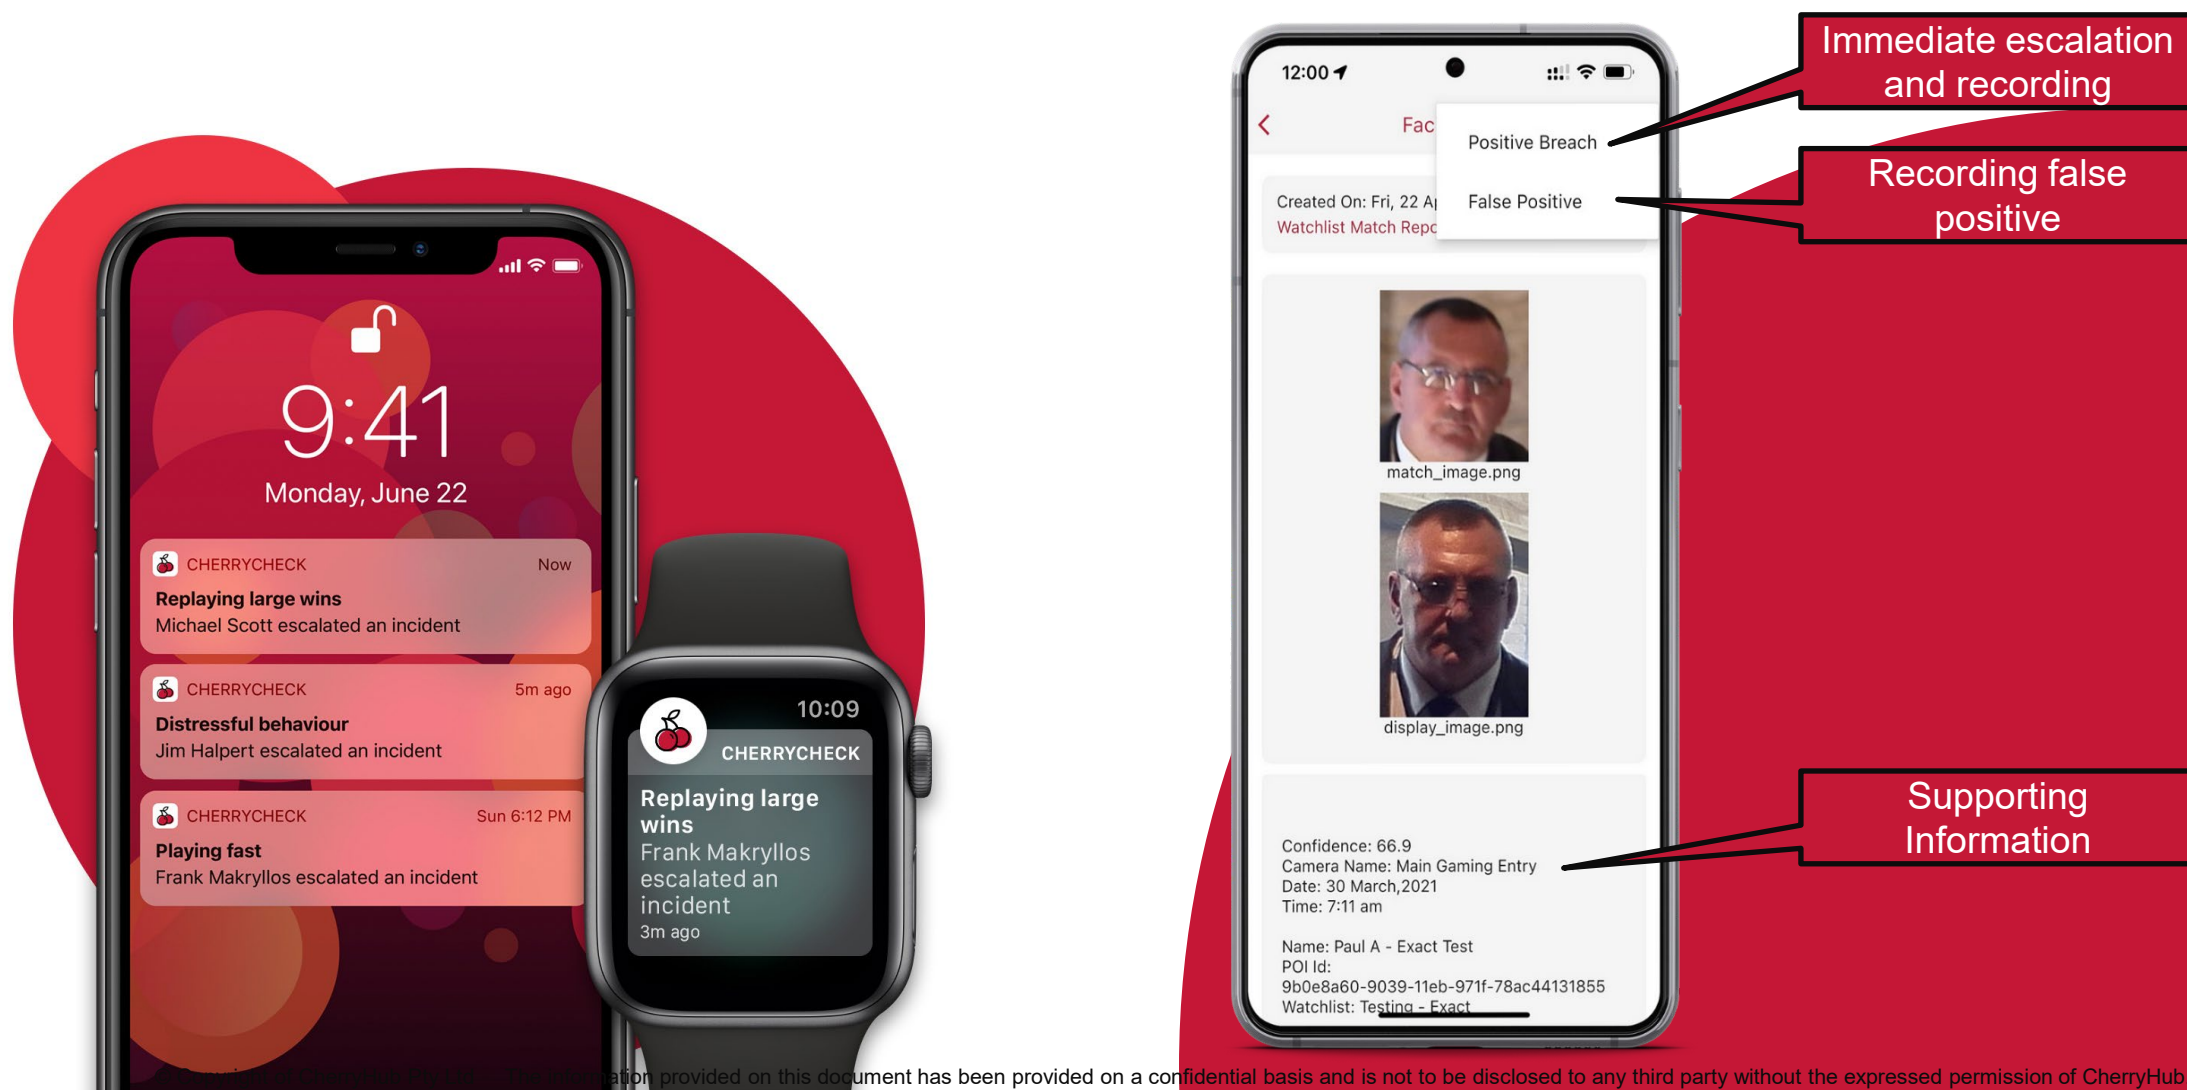 9:41
Monday, June 22
CHERRYCHECK Now
Replaying large wins
Michael Scott escalated an incident
CHERRYCHECK 5m ago
Distressful behaviour
Jim Halpert escalated an incident
CHERRYCHECK Sun 6:12 PM
Playing fast
Frank Makryllos escalated an incident
10:09
CHERRYCHECK
Replaying large
wins
Frank Makryllos
escalated an
incident
3m ago
12:00
Fac
Positive Breach
False Positive
Created On: Fri, 22 Ap
Watchlist Match Repo
match_image.png
display_image.png
Confidence: 66.9
Camera Name: Main Gaming Entry
Date: 30 March,2021
Time: 7:11 am
Name: Paul A - Exact Test
POI Id:
9b0e8a60-9039-11eb-971f-78ac44131855
Watchlist: Testing - Exact
Immediate escalation
and recording
Recording false
positive
Supporting
Information
provided on this document has been provided on a confidential basis and is not to be disclosed to any third party without the expressed permission of CherryHub